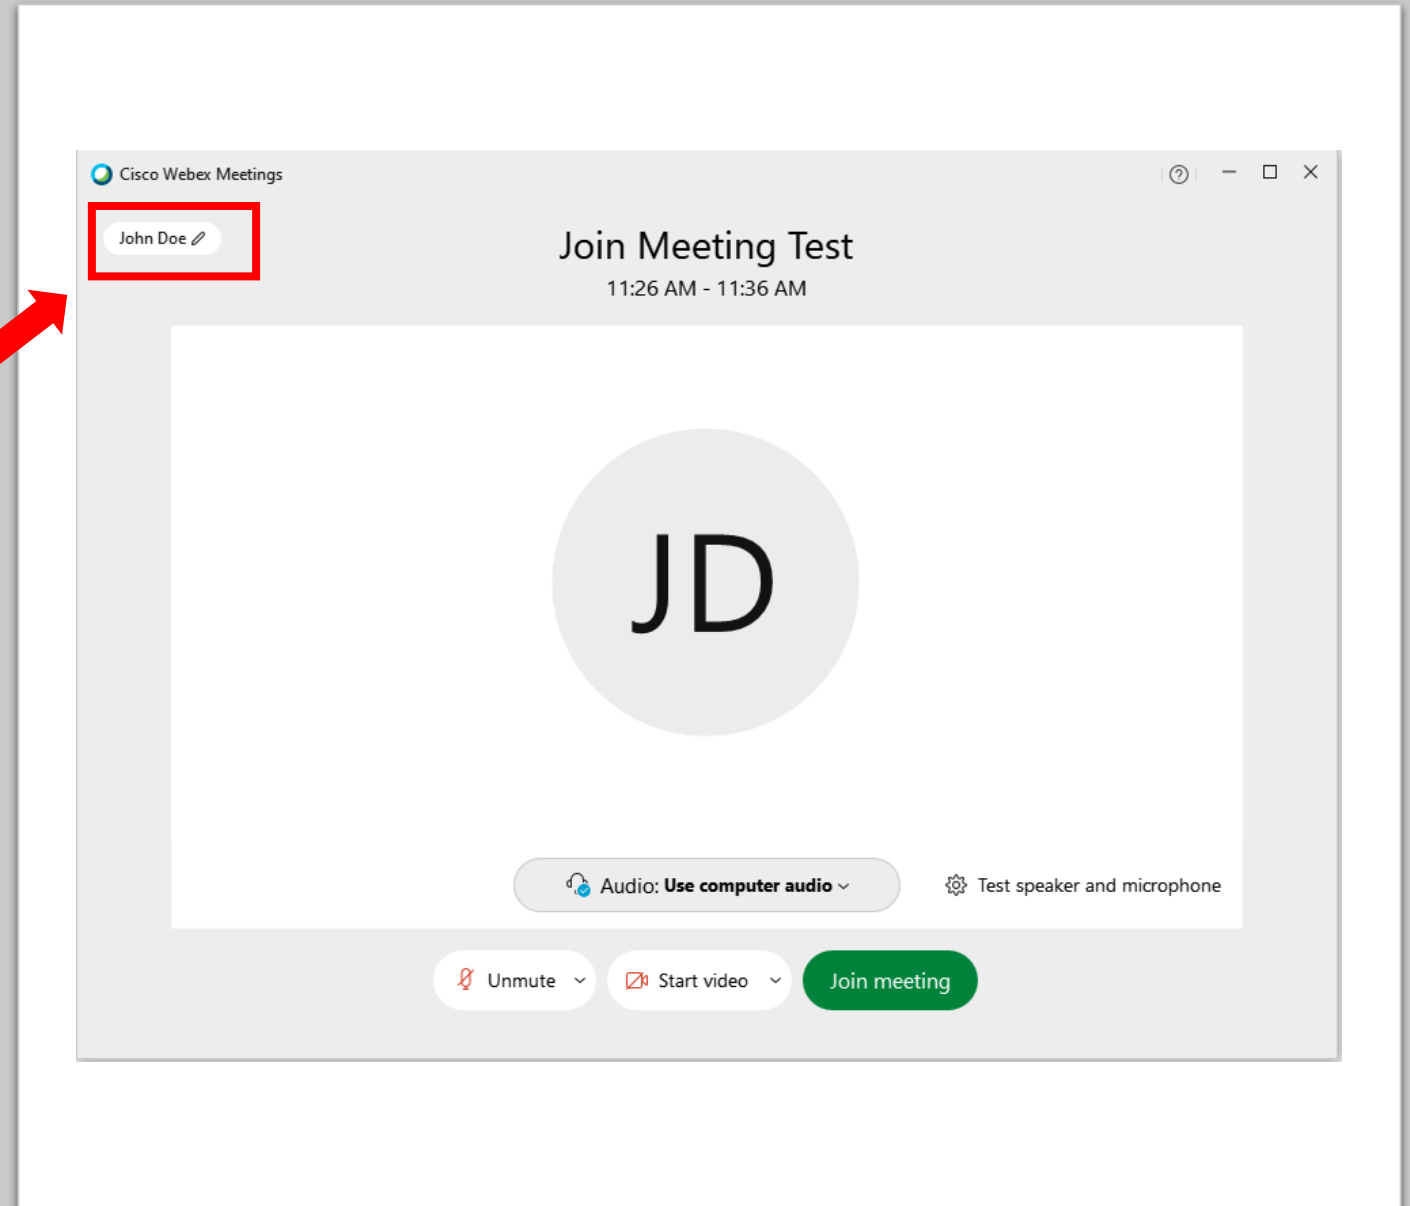 Cisco Webex Meetings
John Doe
Join Meeting Test
11:26 AM - 11:36 AM
JD
Audio: Use computer audio
Test speaker and microphone
Unmute
Start video
Join meeting